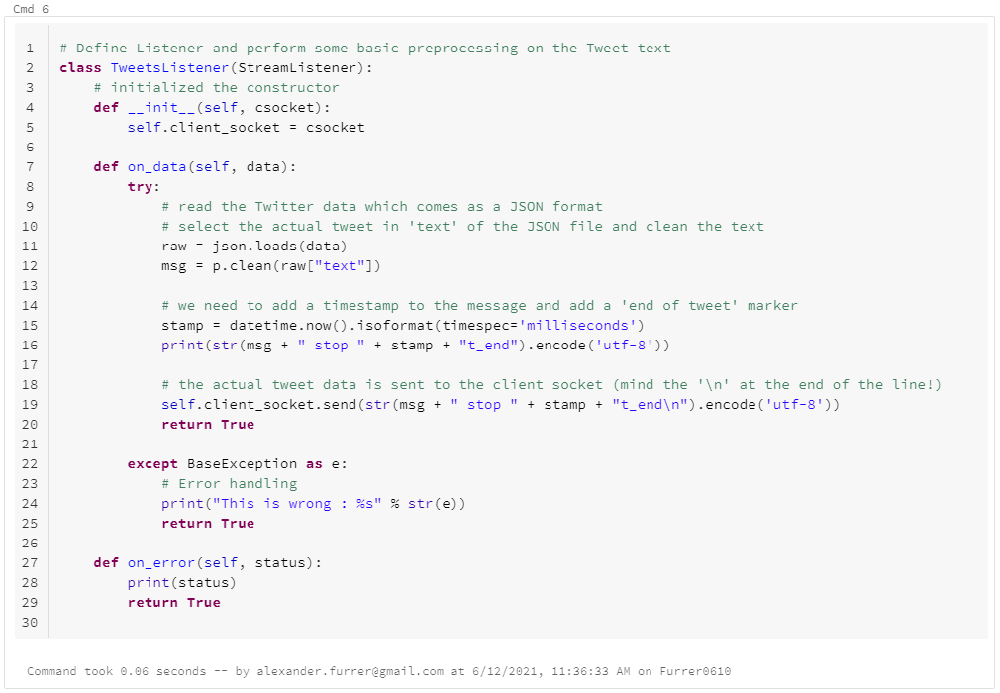 Cmd 6
1 # Define Listener and perform some basic preprocessing on the Tweet text
2 class TweetsListener(StreamListener):
3     # initialized the constructor
4     def __init__(self, csocket):
5         self.client_socket = csocket
6
7     def on_data(self, data):
8         try:
9             # read the Twitter data which comes as a JSON format
10             # select the actual tweet in 'text' of the JSON file and clean the text
11             raw = json.loads(data)
12             msg = p.clean(raw["text"])
13
14             # we need to add a timestamp to the message and add a 'end of tweet' marker
15             stamp = datetime.now().isoformat(timespec='milliseconds')
16             print(str(msg + " stop " + stamp + "t_end").encode('utf-8'))
17
18             # the actual tweet data is sent to the client socket (mind the '\n' at the end of the line!)
19             self.client_socket.send(str(msg + " stop " + stamp + "t_end\n").encode('utf-8'))
20             return True
21
22         except BaseException as e:
23             # Error handling
24             print("This is wrong : %s" % str(e))
25             return True
26
27     def on_error(self, status):
28         print(status)
29         return True
30
Command took 0.06 seconds -- by alexander.furrer@gmail.com at 6/12/2021, 11:36:33 AM on Furrer0610